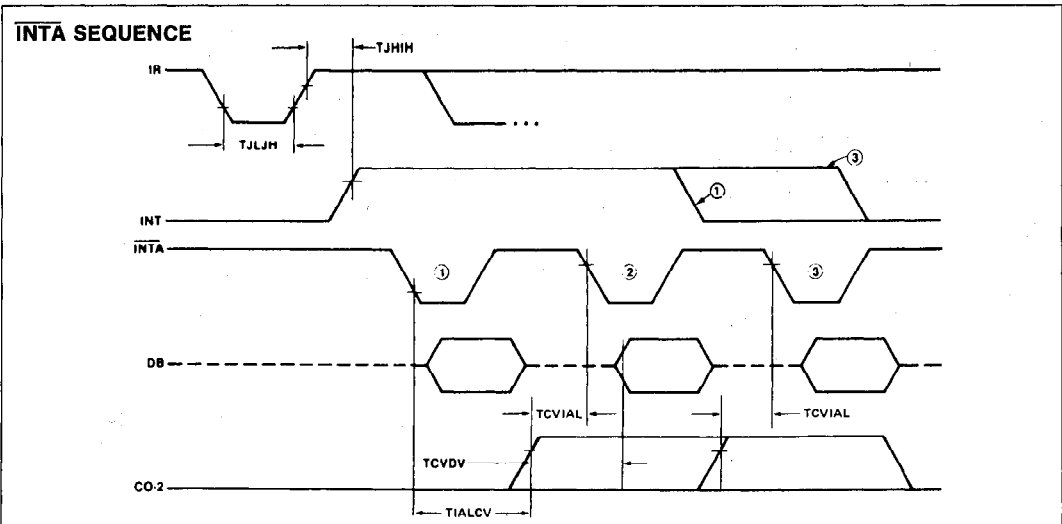 INTA SEQUENCE
TJHIH
IR
TJLJH
...
③
①
INT
INTA
① ② ③
DB
TCVIAL TCVIAL
TCVDV
CO-2
TIALCV